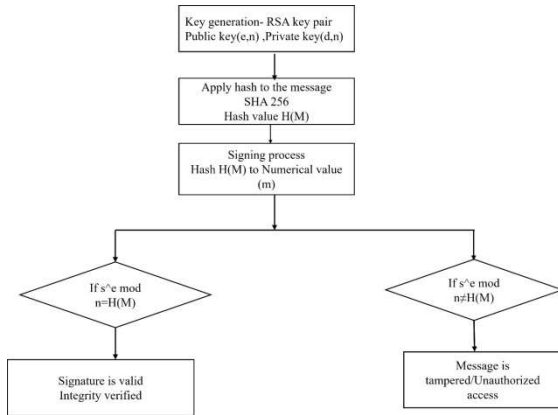 Key generation- RSA key pair
Public key(e,n) ,Private key(d,n)
Apply hash to the message
SHA 256
Hash value H(M)
Signing process
Hash H(M) to Numerical value
(m)
If s^e mod
n=H(M)
If s^e mod
n≠H(M)
Signature is valid
Integrity verified
Message is
tampered/Unauthorized
access